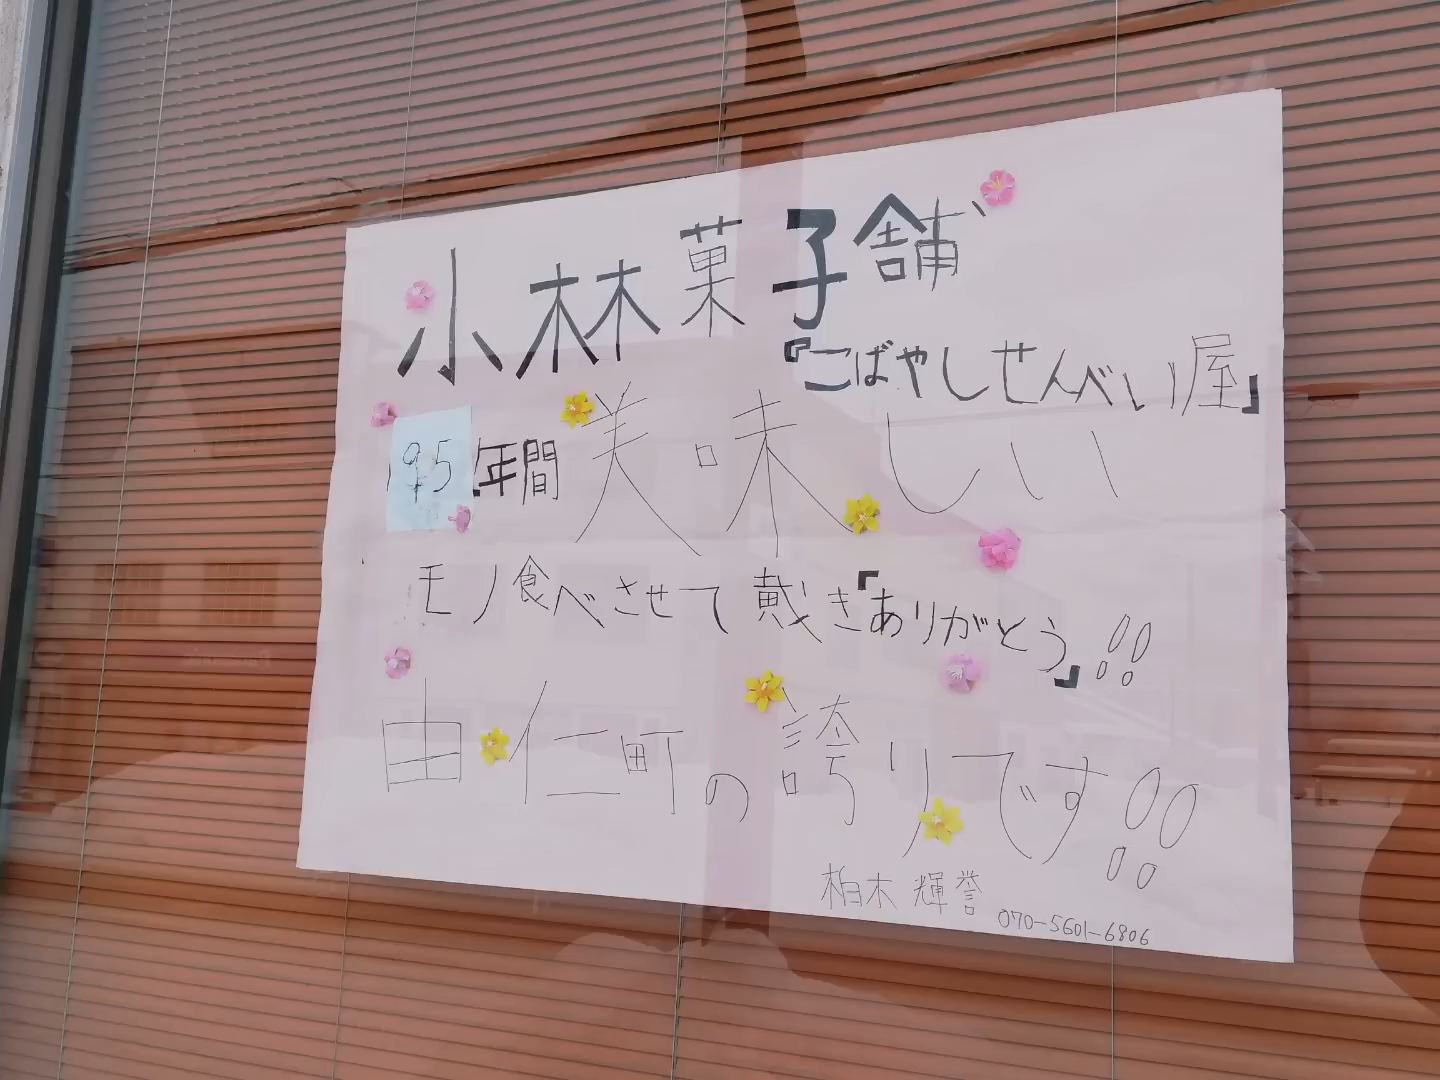 小林菓子舗
『こばやしせんべい屋』
95年間美味しい
モノ食べさせて戴き『ありがとう』!!
由仁町の誇りです!!
柏木 輝誉
070-5601-6806